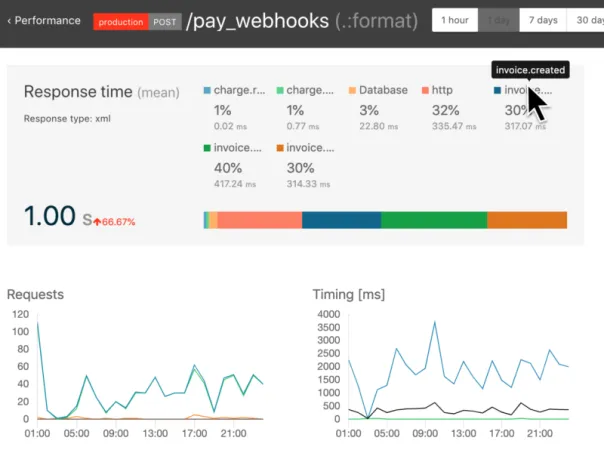 ‹ Performance production POST /pay_webhooks (.:format) 1 hour 1 day 7 days 30 da
invoice.created
Response time (mean)
Response type: xml
charge.r... charge.... Database http invoice....
1% 1% 3% 32% 30%
0.02 ms 0.77 ms 22.80 ms 335.47 ms 317.07 ms
invoice.... invoice....
40% 30%
417.24 ms 314.33 ms
1.00 S 66.67%
Requests
120
100
80
60
40
20
0
01:00 05:00 09:00 13:00 17:00 21:00
Timing [ms]
4000
3500
3000
2500
2000
1500
1000
500
0
01:00 05:00 09:00 13:00 17:00 21:00